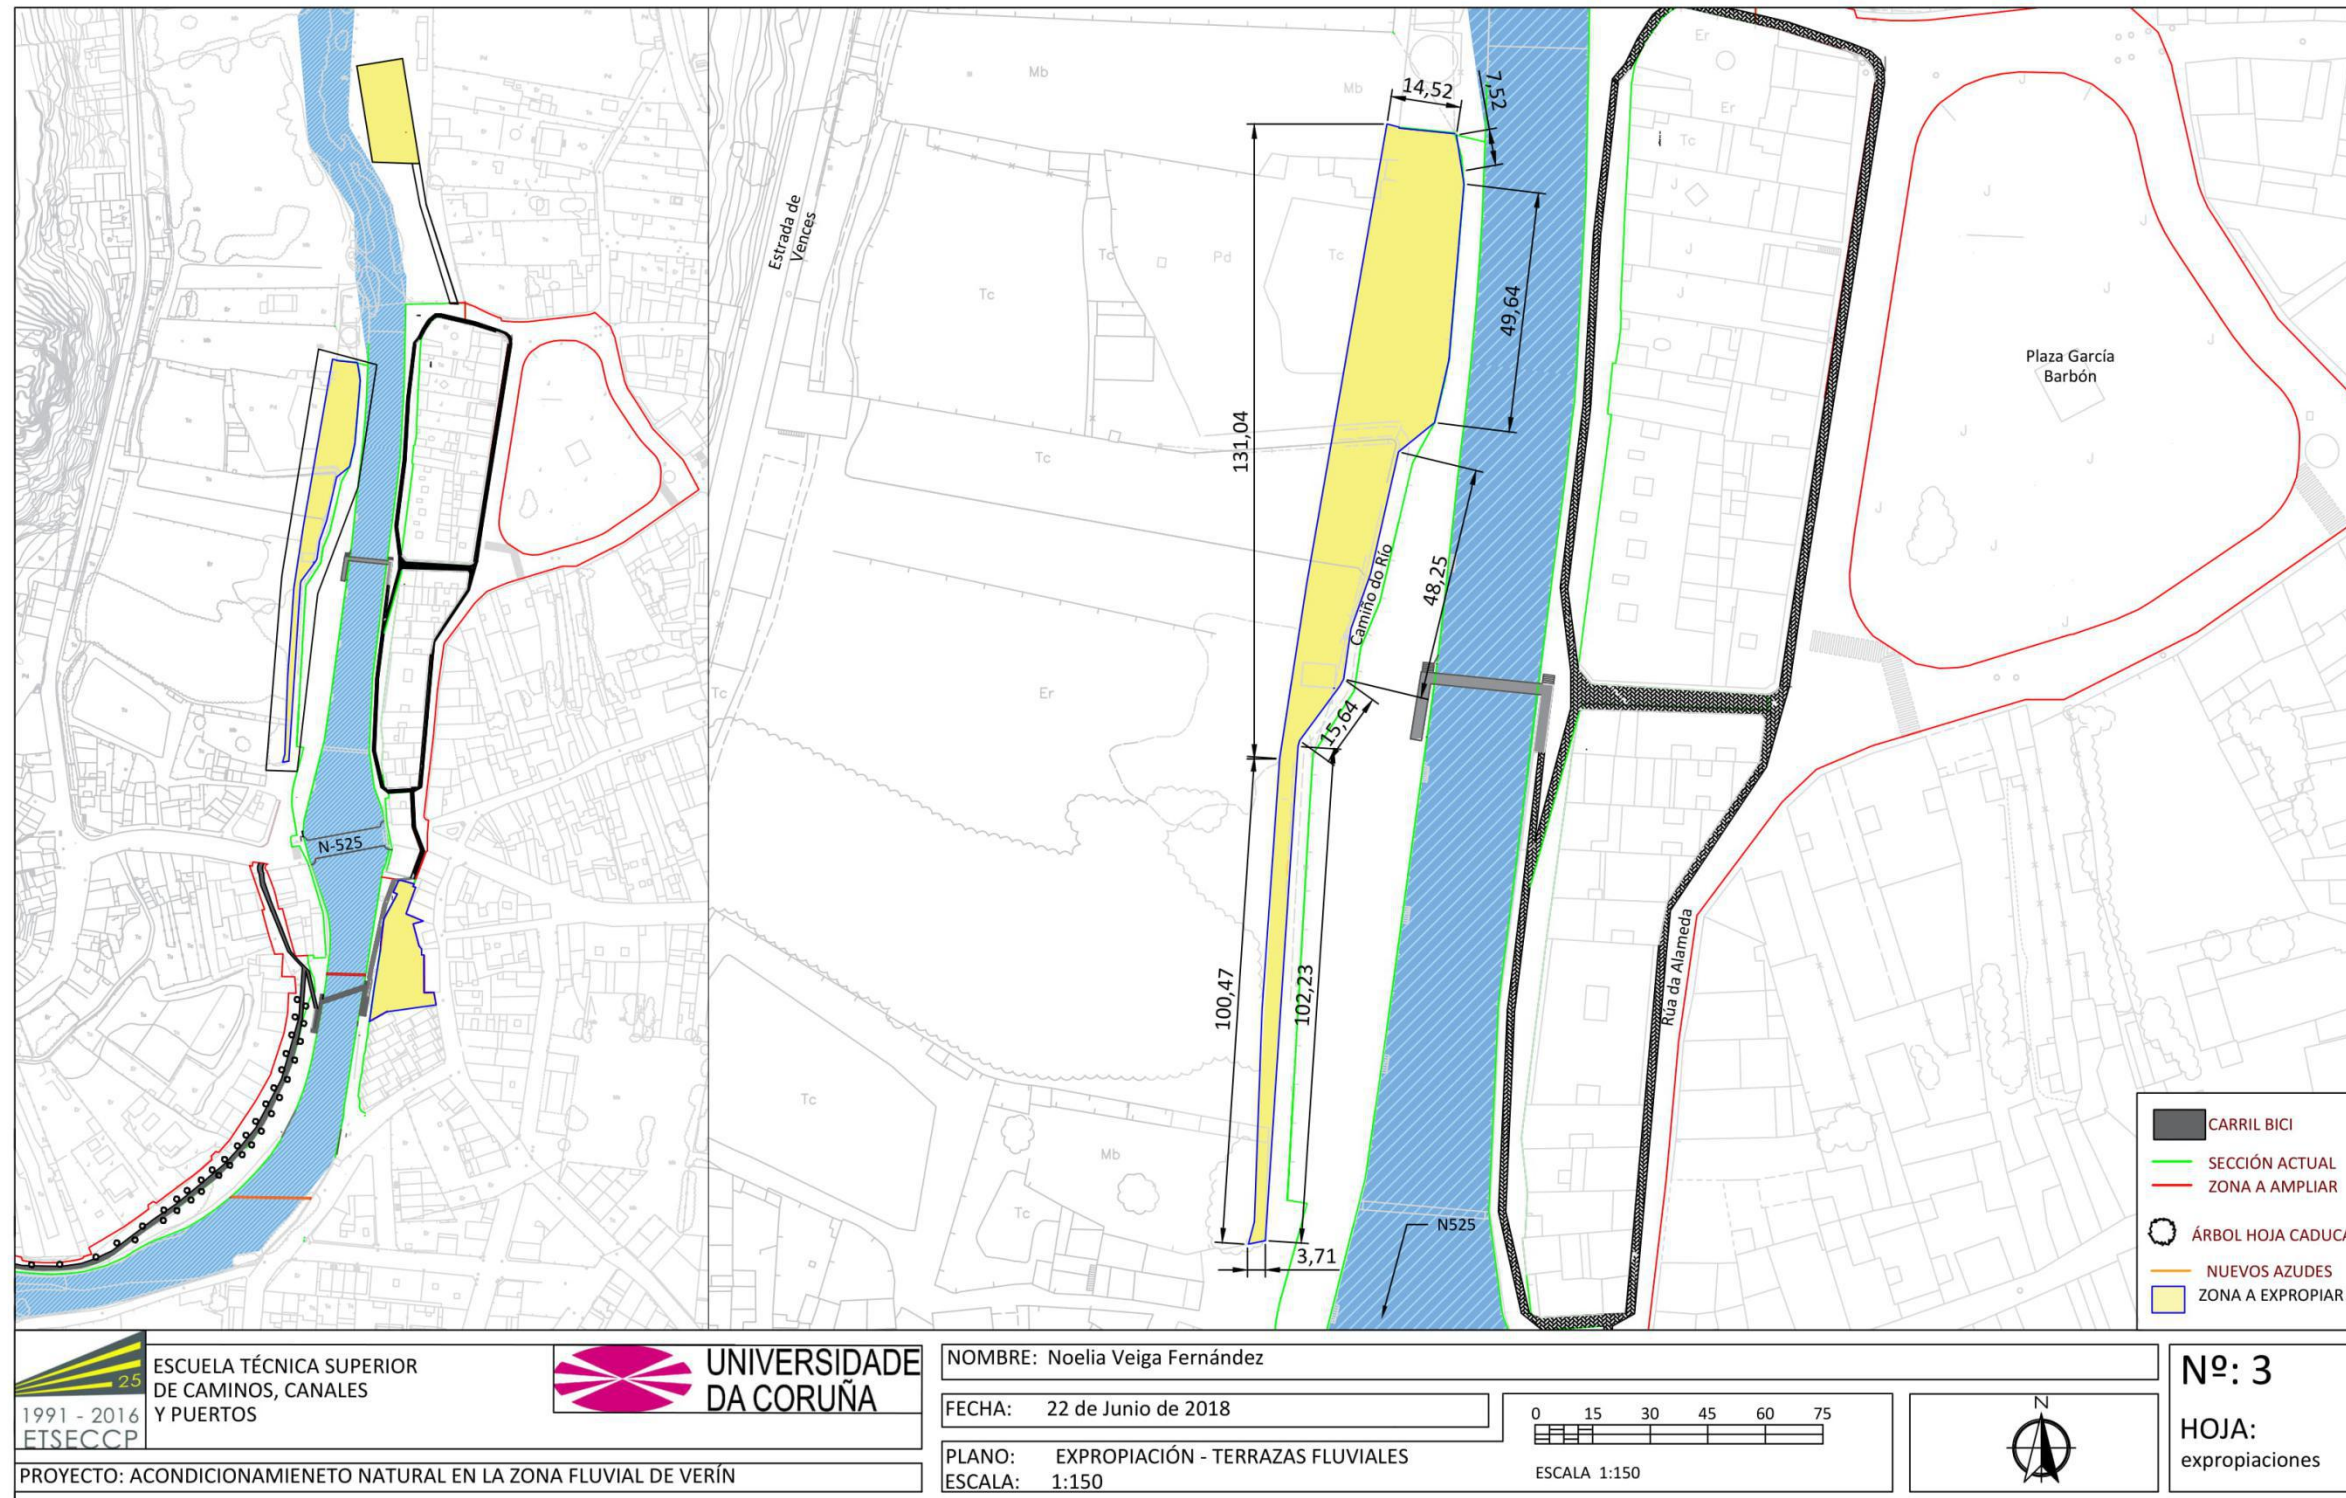 N-525
Mb
Mb
14,52
7,52
Er
Er
Tc
J
J
J
J
J
J
Estrada de
Vences
Tc
Pd
Tc
Tc
49,64
Plaza García
Barbón
J
J
J
J
J
J
J
J
131,04
Tc
48,25
Camiño do Río
Tc
Er
15,64
100,47
102,23
Rúa da Alameda
Tc
Mb
Tc
N525
3,71
CARRIL BICI
SECCIÓN ACTUAL
ZONA A AMPLIAR
ÁRBOL HOJA CADUCA
NUEVOS AZUDES
ZONA A EXPROPIAR
25
1991 - 2016
ETSECCP
ESCUELA TÉCNICA SUPERIOR
DE CAMINOS, CANALES
Y PUERTOS
UNIVERSIDADE
DA CORUÑA
PROYECTO: ACONDICIONAMIENETO NATURAL EN LA ZONA FLUVIAL DE VERÍN
NOMBRE: Noelia Veiga Fernández
FECHA: 22 de Junio de 2018
PLANO: EXPROPIACIÓN - TERRAZAS FLUVIALES
ESCALA: 1:150
0 15 30 45 60 75
ESCALA 1:150
N
Nº: 3
HOJA:
expropiaciones